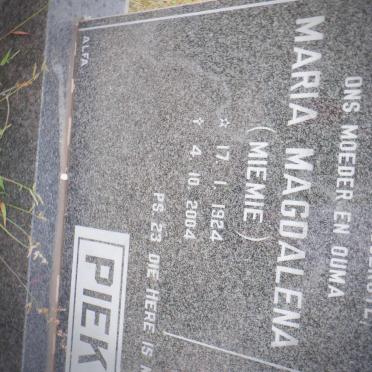 ONS MOEDER EN OUMA
MARIA MAGDALENA
( MIEMIE )
☆ 17 1 1924
✝ 4 10 2004
PS. 23 DIE HERE IS
PIEK
ALFA